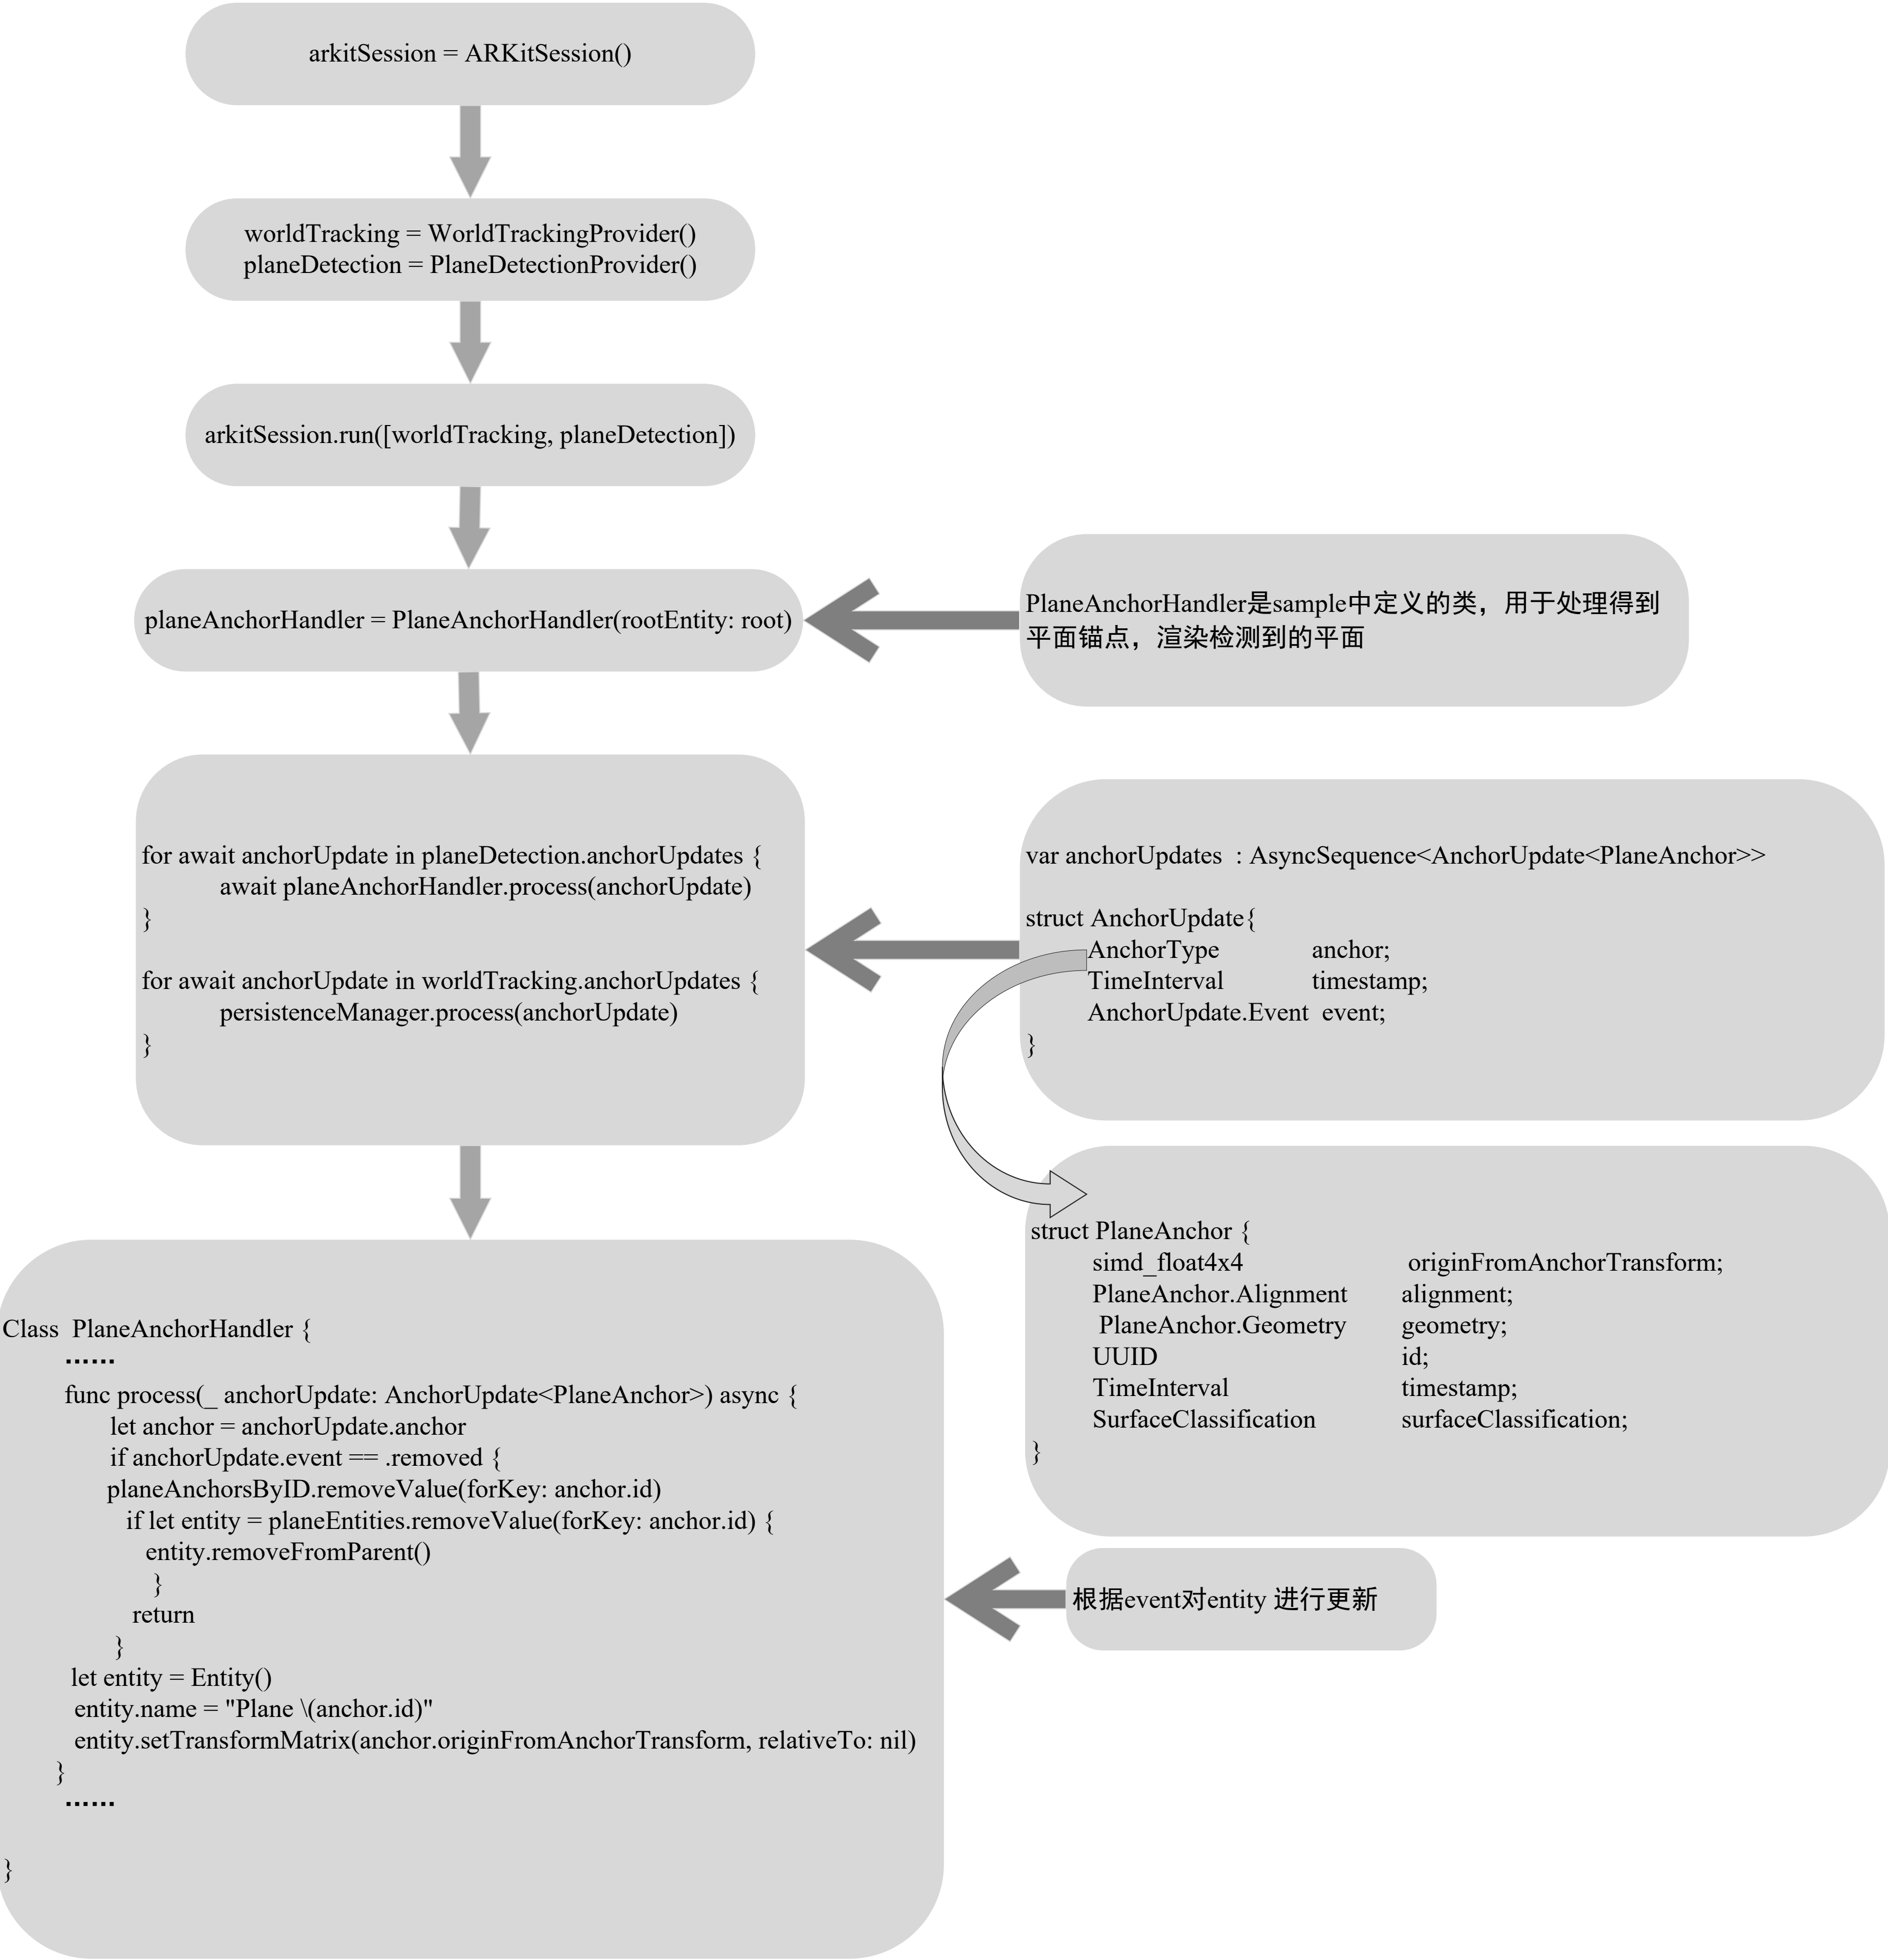 arkitSession = ARKitSession()
worldTracking = WorldTrackingProvider()
planeDetection = PlaneDetectionProvider()
arkitSession.run([worldTracking, planeDetection])
planeAnchorHandler = PlaneAnchorHandler(rootEntity: root)
PlaneAnchorHandler是sample中定义的类，用于处理得到
平面锚点，渲染检测到的平面
for await anchorUpdate in planeDetection.anchorUpdates {
await planeAnchorHandler.process(anchorUpdate)
}
for await anchorUpdate in worldTracking.anchorUpdates {
persistenceManager.process(anchorUpdate)
}
var anchorUpdates  : AsyncSequence<AnchorUpdate<PlaneAnchor>>
struct AnchorUpdate{
AnchorType anchor;
TimeInterval timestamp;
AnchorUpdate.Event event;
}
struct PlaneAnchor {
simd_float4x4 originFromAnchorTransform;
PlaneAnchor.Alignment alignment;
PlaneAnchor.Geometry geometry;
UUID id;
TimeInterval timestamp;
SurfaceClassification surfaceClassification;
}
Class  PlaneAnchorHandler {
……
func process(_ anchorUpdate: AnchorUpdate<PlaneAnchor>) async {
let anchor = anchorUpdate.anchor
if anchorUpdate.event == .removed {
planeAnchorsByID.removeValue(forKey: anchor.id)
if let entity = planeEntities.removeValue(forKey: anchor.id) {
entity.removeFromParent()
}
return
}
let entity = Entity()
entity.name = "Plane \(anchor.id)"
entity.setTransformMatrix(anchor.originFromAnchorTransform, relativeTo: nil)
}
……
}
根据event对entity 进行更新